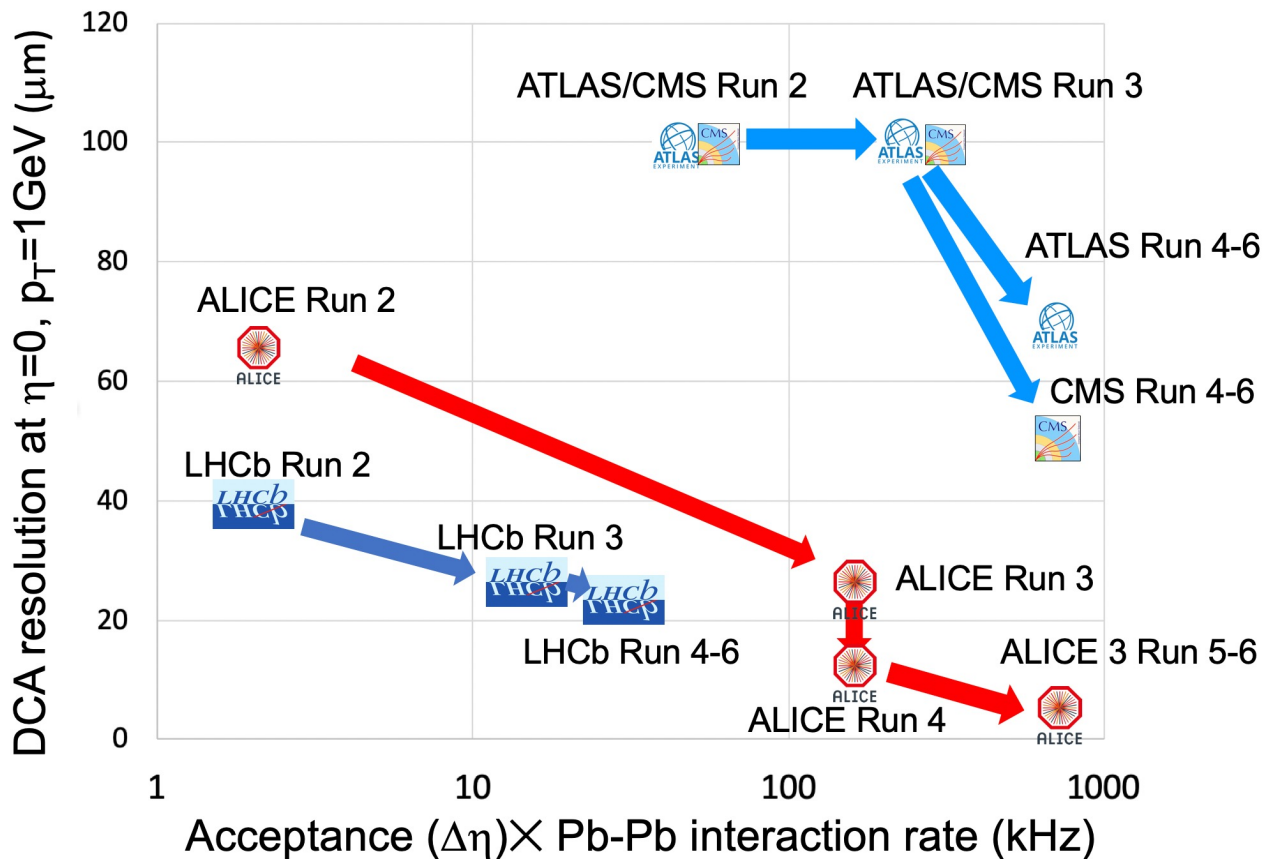 DCA resolution at η=0, pT=1GeV (μm)
120
100
80
60
40
20
0
ATLAS/CMS Run 2
ATLAS/CMS Run 3
ATLAS
EXPERIMENT
CMS
ATLAS
EXPERIMENT
CMS
ATLAS Run 4-6
ATLAS
EXPERIMENT
ALICE Run 2
ALICE
CMS Run 4-6
CMS
LHCb Run 2
LHCb
LHCb Run 3
LHCb
LHCb
LHCb Run 4-6
ALICE Run 3
ALICE
ALICE
ALICE Run 4
ALICE 3 Run 5-6
ALICE
1
10
100
1000
Acceptance (Δη)× Pb-Pb interaction rate (kHz)